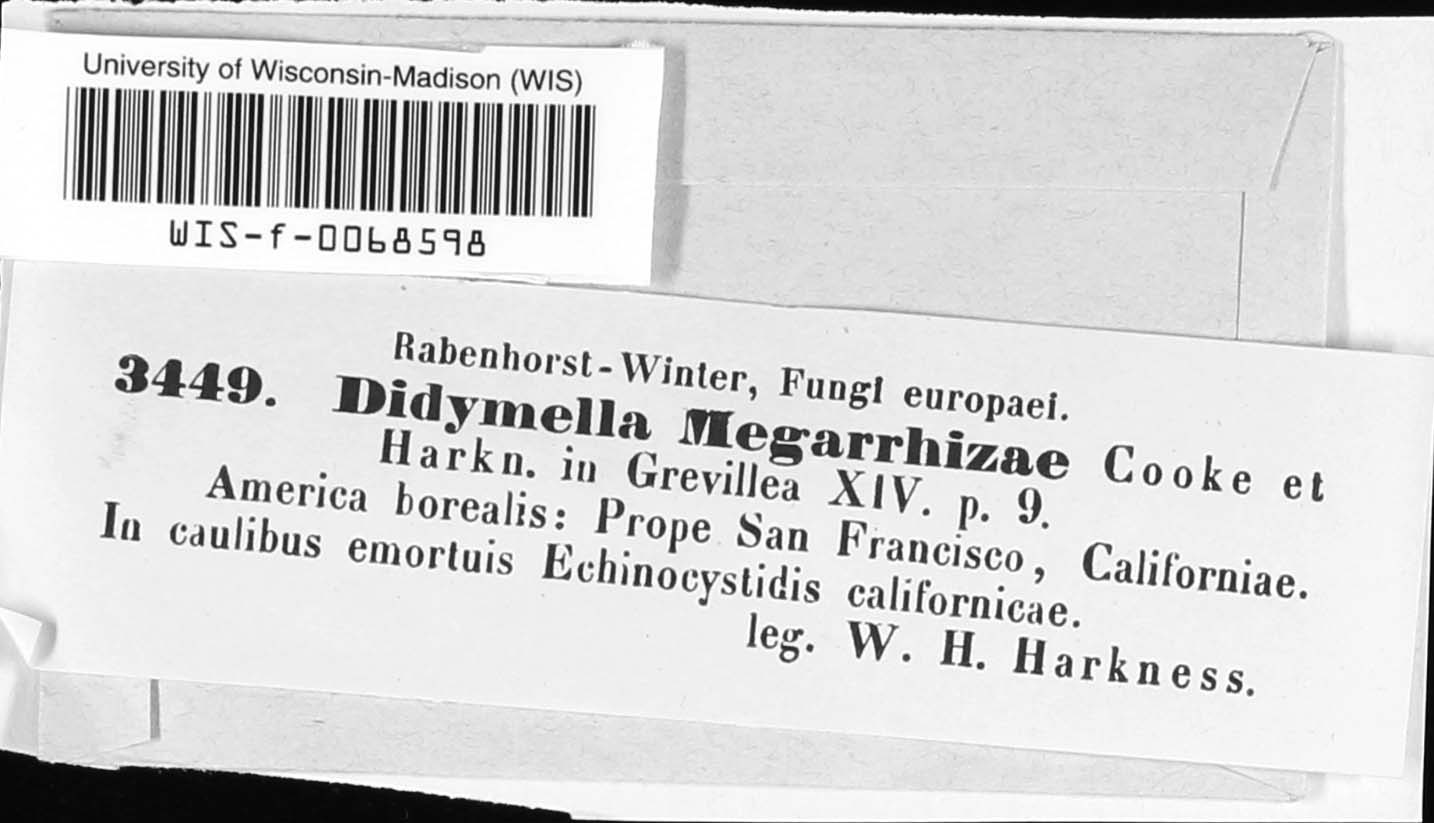 University of Wisconsin-Madison (WIS)
WIS-f-0068598
Rabenhorst-Winter, Fungi europaei.
3449. Didymella Megarrhizae Cooke et
Harkn. in Grevillea XIV. p. 9.
America borealis: Prope San Francisco, Californiae.
In caulibus emortuis Echinocystidis californicae.
leg. W. H. Harkness.